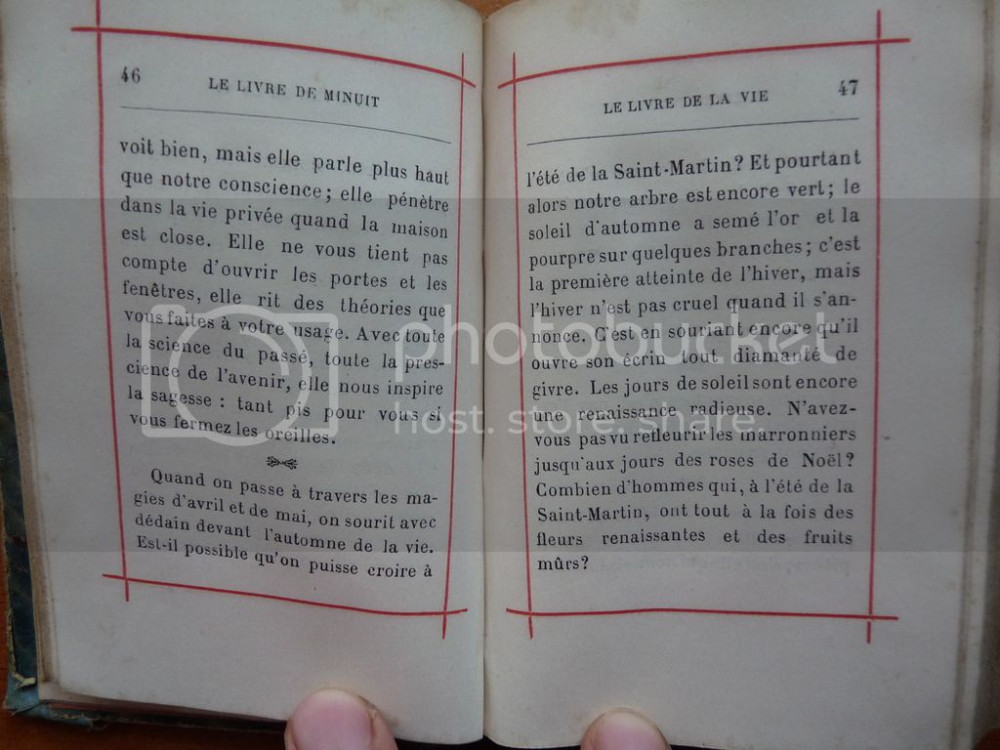 46
LE LIVRE DE MINUIT
voit bien, mais elle parle plus haut
que notre conscience; elle pénètre
dans la vie privée quand la maison
est close. Elle ne vous tient pas
compte d'ouvrir les portes et les
fenêtres, elle rit des théories que
vous faites à votre usage. Avec toute
la science du passé, toute la pres-
cience de l'avenir, elle nous inspire
la sagesse : tant pis pour vous si
vous fermez les oreilles.
Quand on passe à travers les ma-
gies d'avril et de mai, on sourit avec
dédain devant l'automne de la vie.
Est-il possible qu'on puisse croire à
LE LIVRE DE LA VIE
47
l'été de la Saint-Martin? Et pourtant
alors notre arbre est encore vert; le
soleil d'automne a semé l'or et la
pourpre sur quelques branches; c'est
la première atteinte de l'hiver, mais
l'hiver n'est pas cruel quand il s'an-
nonce. C'est en souriant encore qu'il
ouvre son écrin tout diamanté de
givre. Les jours de soleil sont encore
une renaissance radieuse. N'avez-
vous pas vu refleurir les marronniers
jusqu'aux jours des roses de Noël?
Combien d'hommes qui, à l'été de la
Saint-Martin, ont tout à la fois des
fleurs renaissantes et des fruits
mûrs?
photobucket
host. store. share.